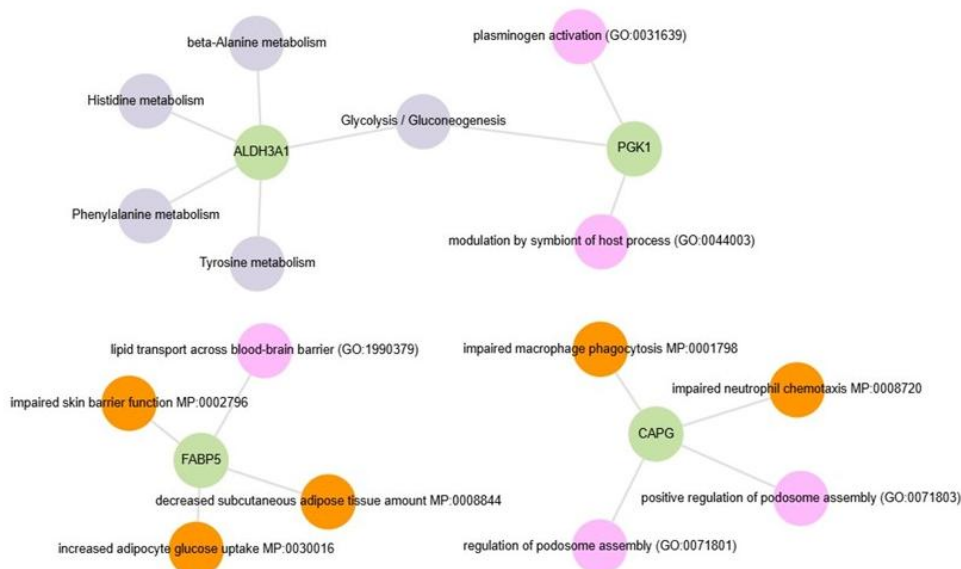 plasminogen activation (GO:0031639)
beta-Alanine metabolism
Histidine metabolism
Glycolysis / Gluconeogenesis
ALDH3A1
PGK1
Phenylalanine metabolism
modulation by symbiont of host process (GO:0044003)
Tyrosine metabolism
lipid transport across blood-brain barrier (GO:1990379)
impaired skin barrier function MP:0002796
FABP5
decreased subcutaneous adipose tissue amount MP:0008844
increased adipocyte glucose uptake MP:0030016
impaired macrophage phagocytosis MP:0001798
impaired neutrophil chemotaxis MP:0008720
CAPG
positive regulation of podosome assembly (GO:0071803)
regulation of podosome assembly (GO:0071801)